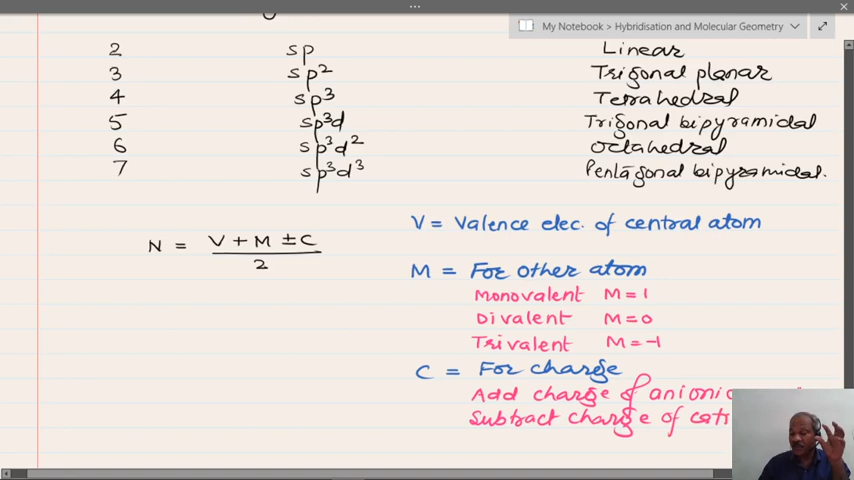 My Notebook > Hybridisation and Molecular Geometry
2 sp Linear
3 sp2 Trigonal planar
4 sp3 Tetrahedral
5 sp3d Trigonal bipyramidal
6 sp3d2 octahedral
7 sp3d3 Pentagonal bipyramidal.
V = Valence elec. of central atom
N = V + M ± C / 2
M = For other atom
Monovalent M = 1
Divalent M = 0
Trivalent M = -1
C = For charge
Add charge of anionic
Subtract charge of